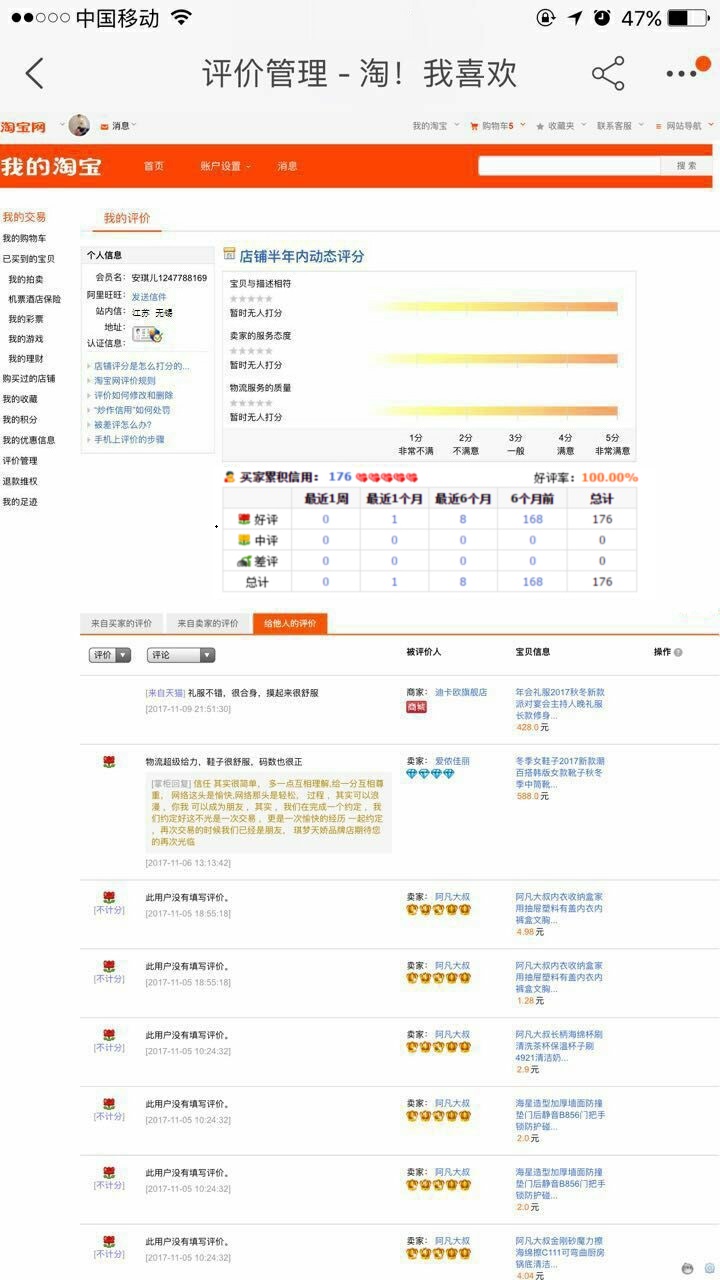 中国移动 47%
评价管理 - 淘！我喜欢
淘宝网 消息 我的淘宝 购物车5 收藏夹 联系客服 网站导航
我的淘宝 首页 账户设置 消息 搜索
我的交易
我的购物车
已买到的宝贝
我的拍卖
机票酒店保险
我的彩票
我的游戏
我的理财
购买过的店铺
我的收藏
我的积分
我的优惠信息
评价管理
退款维权
我的足迹
我的评价
个人信息
会员名： 安琪儿1247788169
阿里旺旺： 发送信件
站内信： 江苏 无锡
地址：
认证信息：
店铺评分是怎么打分的...
淘宝网评价规则
评价如何修改和删除
“炒作信用”如何处罚
被差评怎么办?
手机上评价的步骤
店铺半年内动态评分
宝贝与描述相符
暂时无人打分
卖家的服务态度
暂时无人打分
物流服务的质量
暂时无人打分
1分 2分 3分 4分 5分
非常不满 不满意 一般 满意 非常满意
买家累积信用： 176 好评率： 100.00%
最近1周 最近1个月 最近6个月 6个月前 总计
好评 0 1 8 168 176
中评 0 0 0 0 0
差评 0 0 0 0 0
总计 0 1 8 168 176
来自买家的评价 来自卖家的评价 给他人的评价
评价 评论 被评价人 宝贝信息 操作
[来自天猫] 礼服不错，很合身，摸起来很舒服
[2017-11-09 21:51:30]
商家： 迪卡欧旗舰店
商城
年会礼服2017秋冬新款
派对宴会主持人晚礼服
长款修身...
428.0 元
物流超级给力，鞋子很舒服，码数也很正
[掌柜回复] 信任 其实很简单， 多一点互相理解,给一分互相尊
重， 网络这头是愉快,网络那头是轻松， 过程 ，其实可以浪
漫 ，你我 可以成为朋友 ，其实 ，我们在完成一个约定 ，我
们约定好这不光是一次交易 ，更是一次愉快的经历 一起约定
，再次交易的时候我们已经是朋友， 琪梦天娇品牌店期待您
的再次光临
[2017-11-06 13:13:42]
卖家： 爱侬佳丽
冬季女鞋子2017新款潮
百搭韩版女款靴子秋冬
季中筒靴...
588.0 元
[不计分]
此用户没有填写评价。
[2017-11-05 18:55:18]
卖家： 阿凡大叔
阿凡大叔内衣收纳盒家
用抽屉塑料有盖内衣内
裤盒文胸...
4.98 元
[不计分]
此用户没有填写评价。
[2017-11-05 18:55:18]
卖家： 阿凡大叔
阿凡大叔内衣收纳盒家
用抽屉塑料有盖内衣内
裤盒文胸...
1.28 元
[不计分]
此用户没有填写评价。
[2017-11-05 10:24:32]
卖家： 阿凡大叔
阿凡大叔长柄海绵杯刷
清洗茶杯保温杯子刷
4921清洁奶...
2.9 元
[不计分]
此用户没有填写评价。
[2017-11-05 10:24:32]
卖家： 阿凡大叔
海星造型加厚墙面防撞
垫门后静音B856门把手
锁防护碰...
2.0 元
[不计分]
此用户没有填写评价。
[2017-11-05 10:24:32]
卖家： 阿凡大叔
海星造型加厚墙面防撞
垫门后静音B856门把手
锁防护碰...
2.0 元
[不计分]
此用户没有填写评价。
[2017-11-05 10:24:32]
卖家： 阿凡大叔
阿凡大叔金刚砂魔力擦
海绵擦C111可弯曲厨房
锅底清洁...
4.04 元